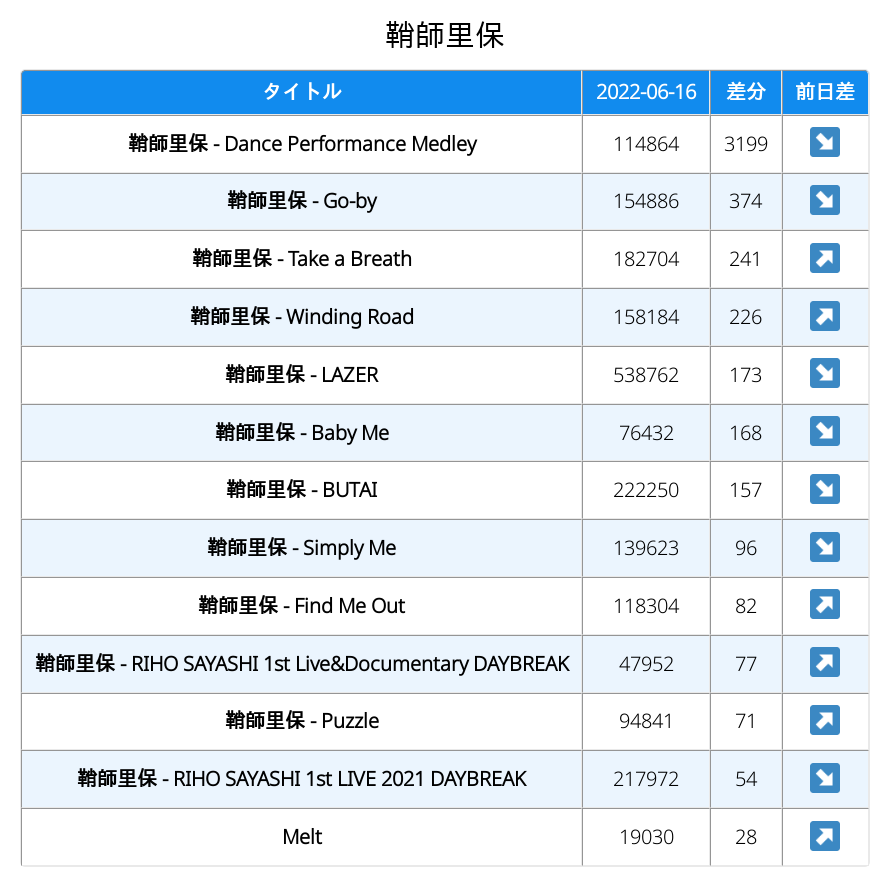 鞘師里保
タイトル 2022-06-16 差分 前日差
鞘師里保 - Dance Performance Medley 114864 3199 ↘
鞘師里保 - Go-by 154886 374 ↘
鞘師里保 - Take a Breath 182704 241 ↗
鞘師里保 - Winding Road 158184 226 ↗
鞘師里保 - LAZER 538762 173 ↘
鞘師里保 - Baby Me 76432 168 ↘
鞘師里保 - BUTAI 222250 157 ↘
鞘師里保 - Simply Me 139623 96 ↘
鞘師里保 - Find Me Out 118304 82 ↗
鞘師里保 - RIHO SAYASHI 1st Live&Documentary DAYBREAK 47952 77 ↗
鞘師里保 - Puzzle 94841 71 ↗
鞘師里保 - RIHO SAYASHI 1st LIVE 2021 DAYBREAK 217972 54 ↘
Melt 19030 28 ↗